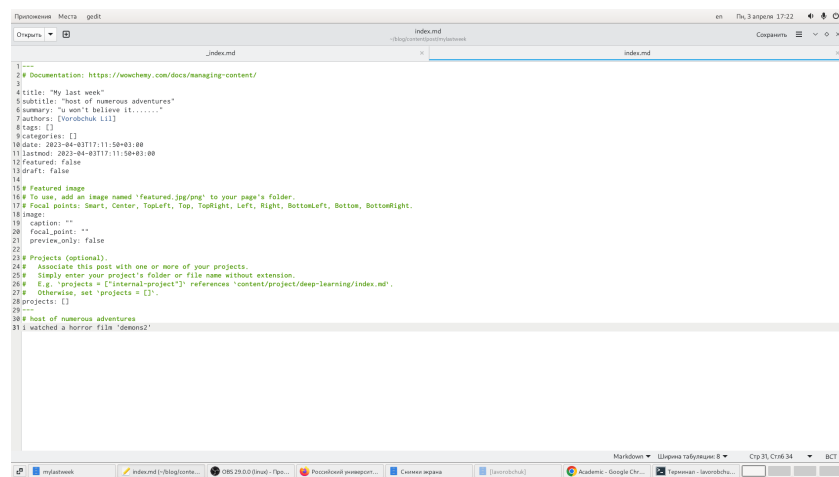 Приложения Места gedit en Пн, 3 апреля 17:22
Открыть index.md Сохранить
~/blog/content/post/mylastweek
_index.md × index.md ×
1 ---
2 # Documentation: https://wowchemy.com/docs/managing-content/
3
4 title: "My last week"
5 subtitle: "host of numerous adventures"
6 summary: "u won't believe it......."
7 authors: [Vorobchuk Lil]
8 tags: []
9 categories: []
10 date: 2023-04-03T17:11:50+03:00
11 lastmod: 2023-04-03T17:11:50+03:00
12 featured: false
13 draft: false
14
15 # Featured image
16 # To use, add an image named `featured.jpg/png` to your page's folder.
17 # Focal points: Smart, Center, TopLeft, Top, TopRight, Left, Right, BottomLeft, Bottom, BottomRight.
18 image:
19   caption: ""
20   focal_point: ""
21   preview_only: false
22
23 # Projects (optional).
24 #   Associate this post with one or more of your projects.
25 #   Simply enter your project's folder or file name without extension.
26 #   E.g. `projects = ["internal-project"]` references `content/project/deep-learning/index.md`.
27 #   Otherwise, set `projects = []`.
28 projects: []
29 ---
30 # host of numerous adventures
31 i watched a horror film 'demons2'
Markdown Ширина табуляции: 8 Стр 31, Стлб 34 ВСТ
mylastweek index.md (~/blog/conte... OBS 29.0.0 (linux) - Про... Российский университ... Снимки экрана [lavorobchuk] Academic - Google Chr... Терминал - lavorobchu...